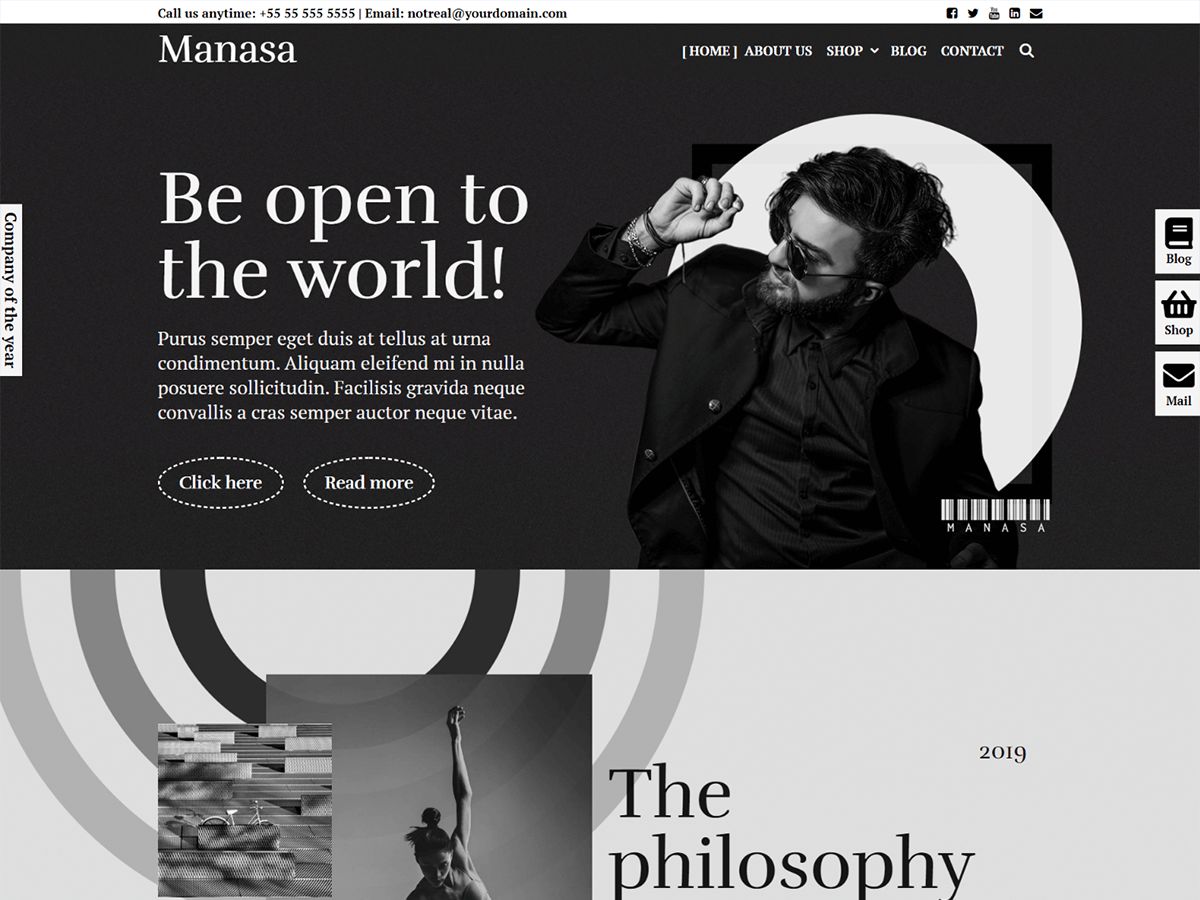 Call us anytime: +55 55 555 5555 | Email: notreal@yourdomain.com
Manasa
[ HOME ] ABOUT US SHOP BLOG CONTACT
Be open to
the world!
Purus semper eget duis at tellus at urna
condimentum. Aliquam eleifend mi in nulla
posuere sollicitudin. Facilisis gravida neque
convallis a cras semper auctor neque vitae.
Click here
Read more
Company of the year
Blog
Shop
Mail
MANASA
2019
The
philosophy